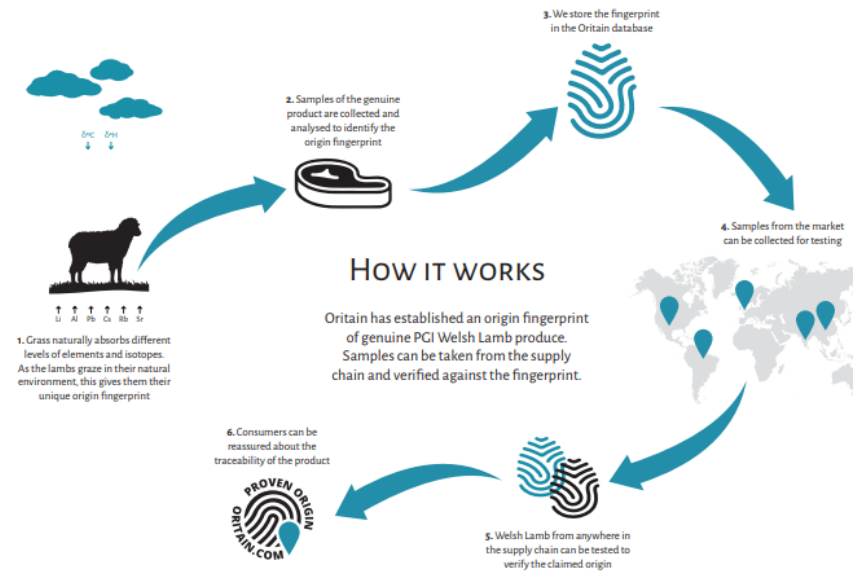 3. We store the fingerprint
in the Oritain database
2. Samples of the genuine
product are collected and
analysed to identify the
origin fingerprint
δ¹⁸C δ²H
4. Samples from the market
can be collected for testing
HOW IT WORKS
Oritain has established an origin fingerprint
of genuine PGI Welsh Lamb produce.
Samples can be taken from the supply
chain and verified against the fingerprint.
Li Al Pb Cs Rb Sr
1. Grass naturally absorbs different
levels of elements and isotopes.
As the lambs graze in their natural
environment, this gives them their
unique origin fingerprint
6. Consumers can be
reassured about the
traceability of the product
PROVEN ORIGIN
ORITAIN.COM
5. Welsh Lamb from anywhere in
the supply chain can be tested to
verify the claimed origin